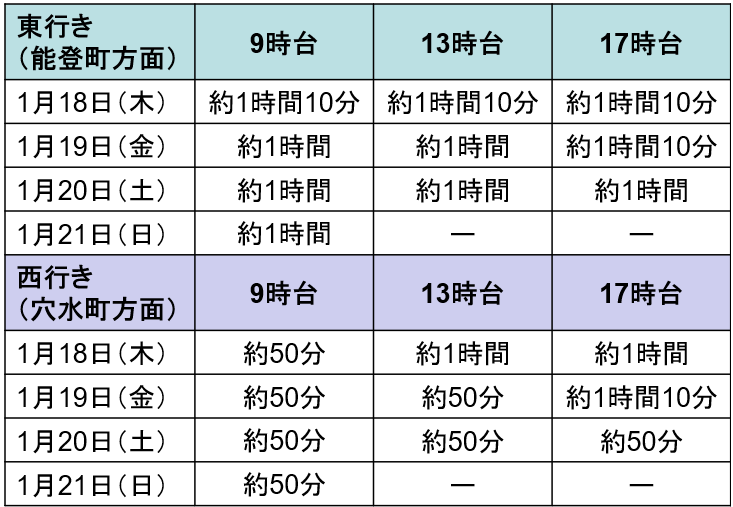 東行き
（能登町方面） 9時台 13時台 17時台
1月18日（木） 約1時間10分 約1時間10分 約1時間10分
1月19日（金） 約1時間 約1時間 約1時間10分
1月20日（土） 約1時間 約1時間 約1時間
1月21日（日） 約1時間 ― ―
西行き
（穴水町方面） 9時台 13時台 17時台
1月18日（木） 約50分 約1時間 約1時間
1月19日（金） 約50分 約50分 約1時間10分
1月20日（土） 約50分 約50分 約50分
1月21日（日） 約50分 ― ―